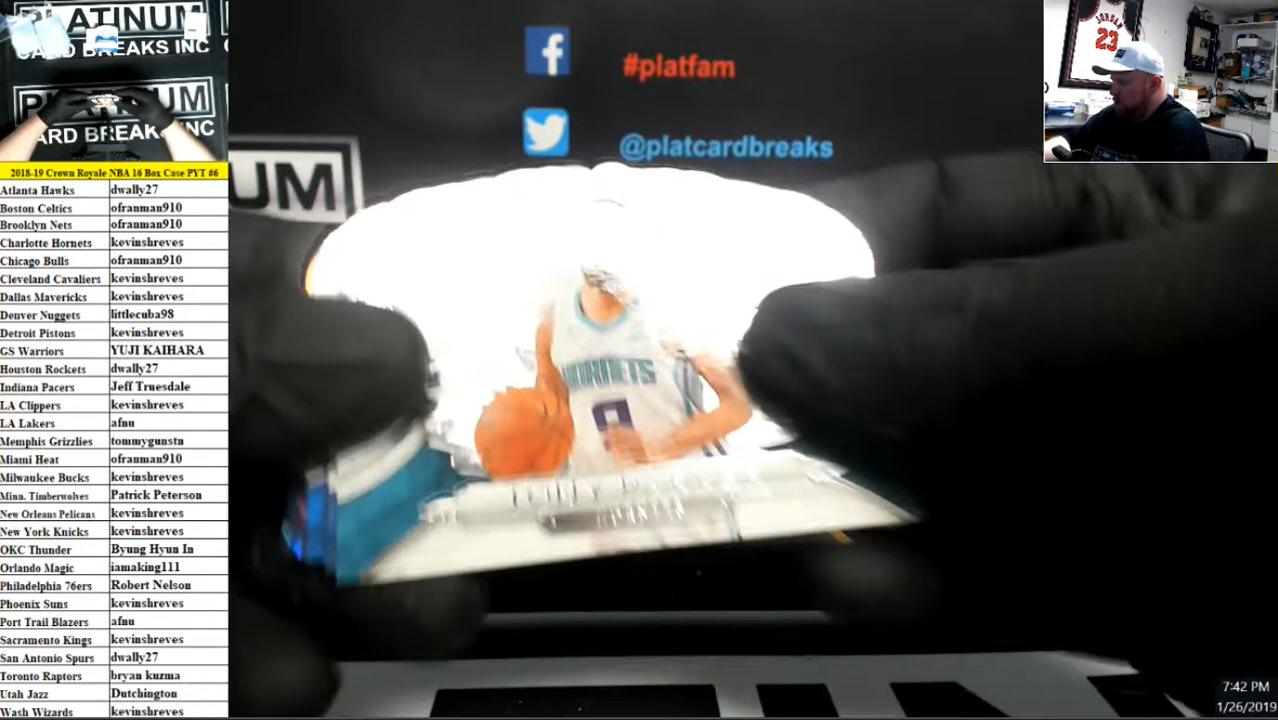 PLATINUM
CARD BREAKS INC
PLATINUM
CARD BREAKS INC
2018-19 Crown Royale NBA 16 Box Case PYT #6
Atlanta Hawks dwally27
Boston Celtics ofranman910
Brooklyn Nets ofranman910
Charlotte Hornets kevinshreves
Chicago Bulls ofranman910
Cleveland Cavaliers kevinshreves
Dallas Mavericks kevinshreves
Denver Nuggets littlecuba98
Detroit Pistons kevinshreves
GS Warriors YUJI KAIHARA
Houston Rockets dwally27
Indiana Pacers Jeff Truesdale
LA Clippers kevinshreves
LA Lakers afnu
Memphis Grizzlies tommygunstn
Miami Heat ofranman910
Milwaukee Bucks kevinshreves
Minn. Timberwolves Patrick Peterson
New Orleans Pelicans kevinshreves
New York Knicks kevinshreves
OKC Thunder Byung Hyun In
Orlando Magic iamaking111
Philadelphia 76ers Robert Nelson
Phoenix Suns kevinshreves
Port Trail Blazers afnu
Sacramento Kings kevinshreves
San Antonio Spurs dwally27
Toronto Raptors bryan kuzma
Utah Jazz Dutchington
Wash Wizards kevinshreves
#platfam
@platcardbreaks
UM
HORNETS
JORDAN
23
7:42 PM
1/26/2019